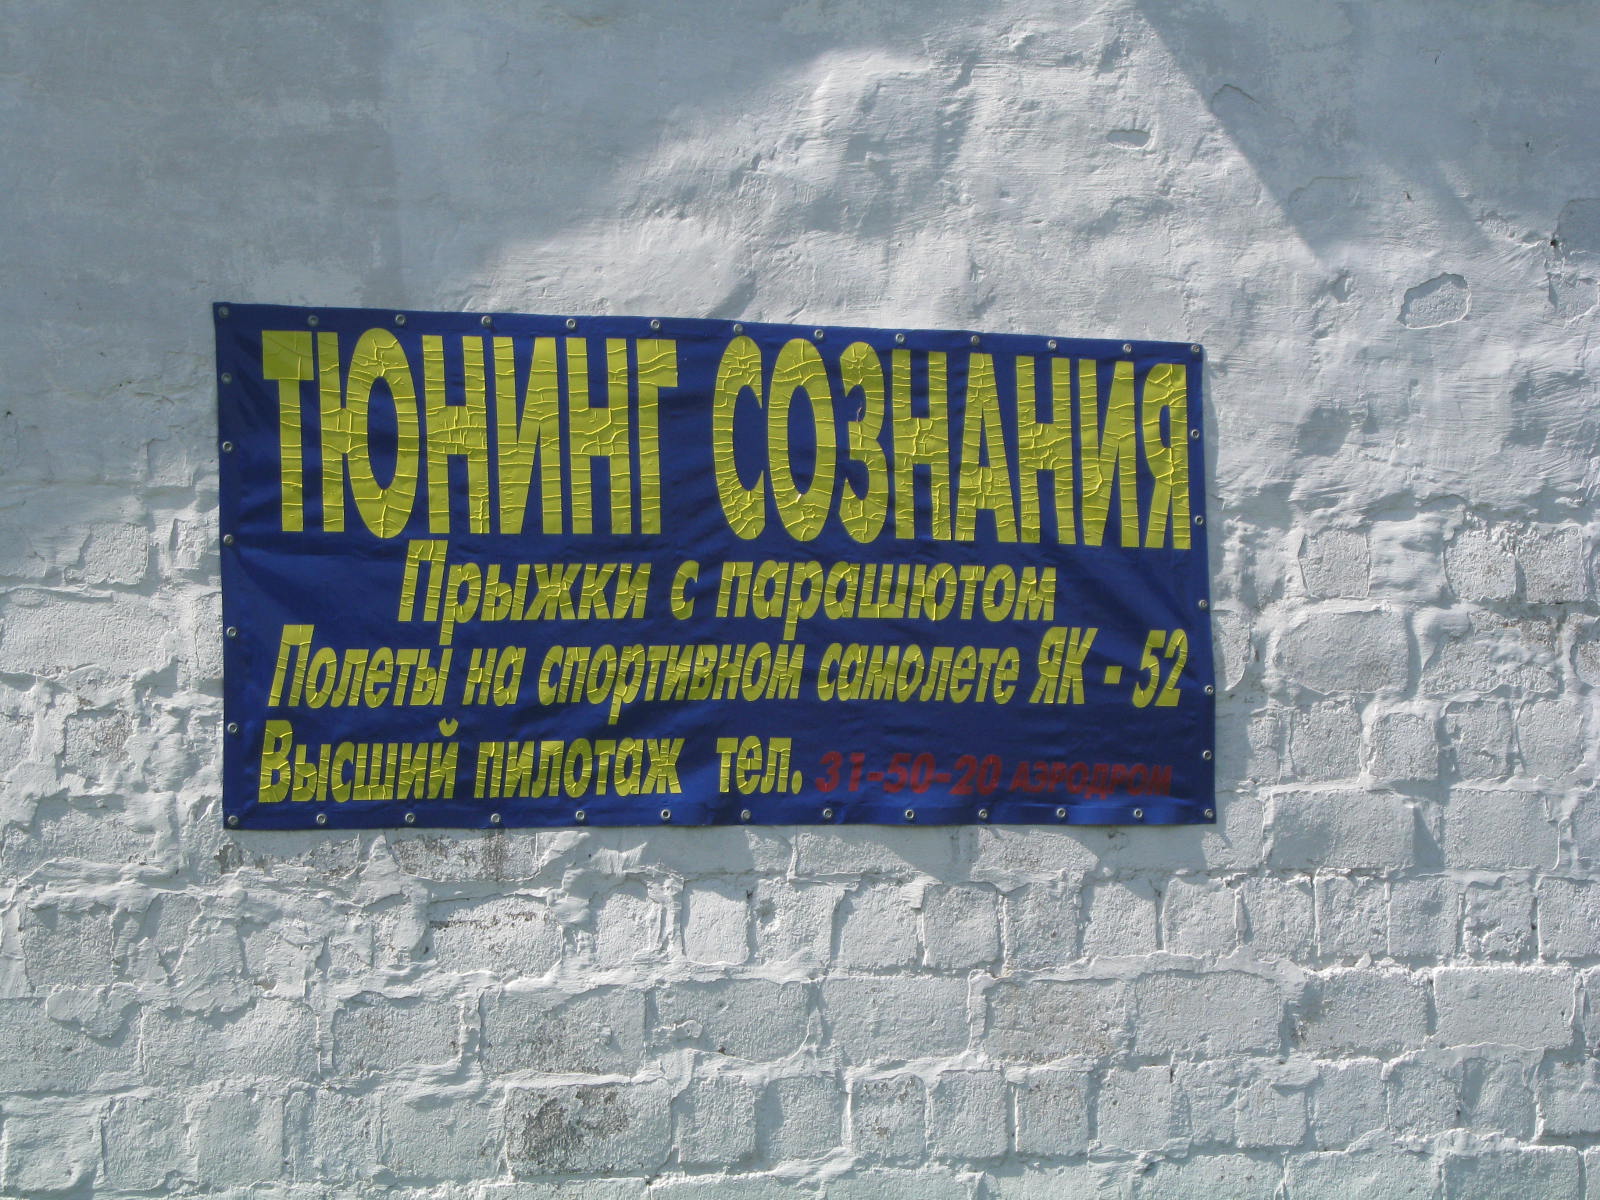 ТЮНИНГ СОЗНАНИЯ
Прыжки с парашютом
Полеты на спортивном самолете ЯК - 52
Высший пилотаж тел. 31-50-20 АЭРОДРОМ